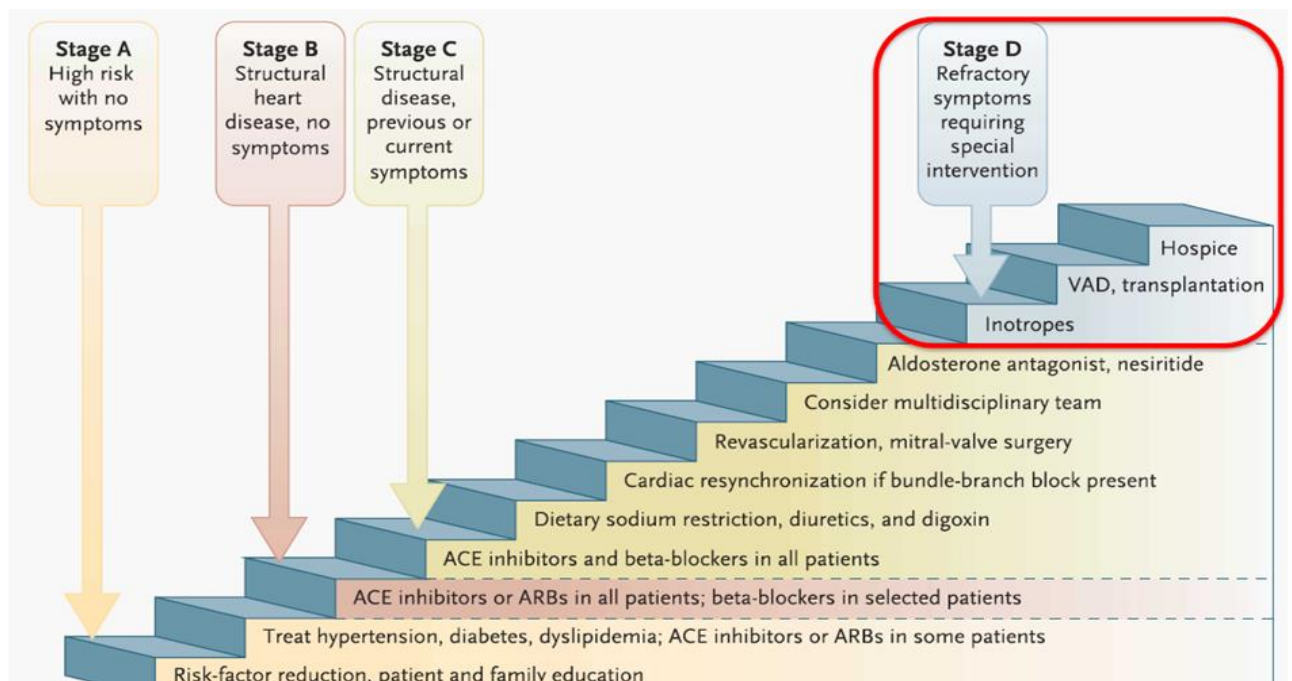 Stage A
High risk
with no
symptoms
Stage B
Structural
heart
disease, no
symptoms
Stage C
Structural
disease,
previous or
current
symptoms
Stage D
Refractory
symptoms
requiring
special
intervention
Hospice
VAD, transplantation
Inotropes
Aldosterone antagonist, nesiritide
Consider multidisciplinary team
Revascularization, mitral-valve surgery
Cardiac resynchronization if bundle-branch block present
Dietary sodium restriction, diuretics, and digoxin
ACE inhibitors and beta-blockers in all patients
ACE inhibitors or ARBs in all patients; beta-blockers in selected patients
Treat hypertension, diabetes, dyslipidemia; ACE inhibitors or ARBs in some patients
Risk-factor reduction, patient and family education